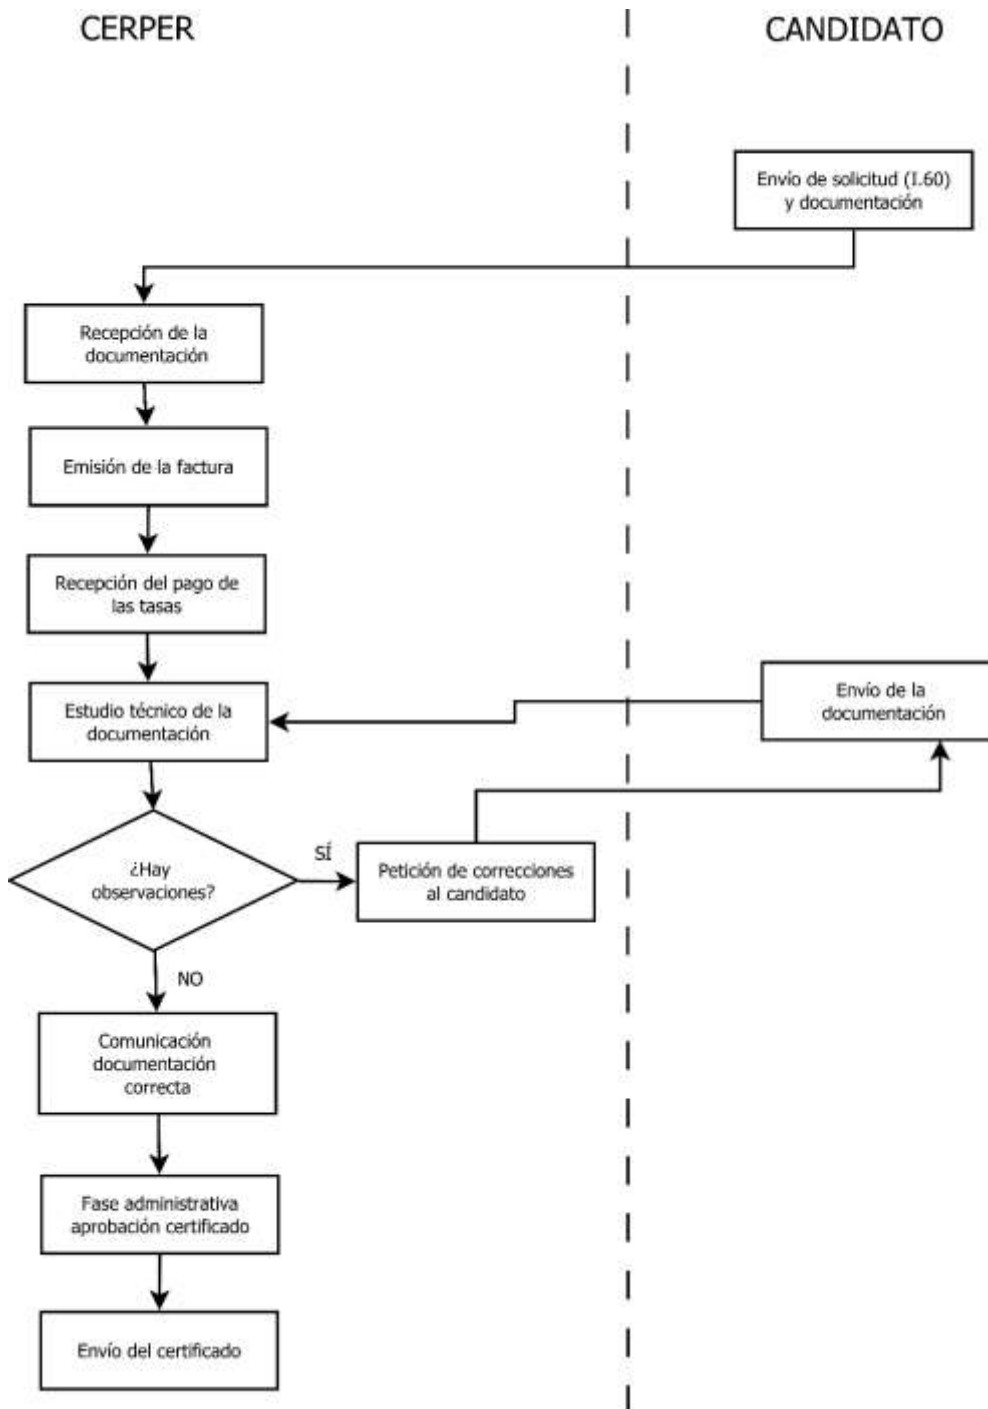 CERPER
CANDIDATO
Envío de solicitud (I.60)
y documentación
Recepción de la
documentación
Emisión de la factura
Recepción del pago de
las tasas
Estudio técnico de la
documentación
Envío de la
documentación
¿Hay
observaciones?
SÍ
Petición de correcciones
al candidato
NO
Comunicación
documentación
correcta
Fase administrativa
aprobación certificado
Envío del certificado